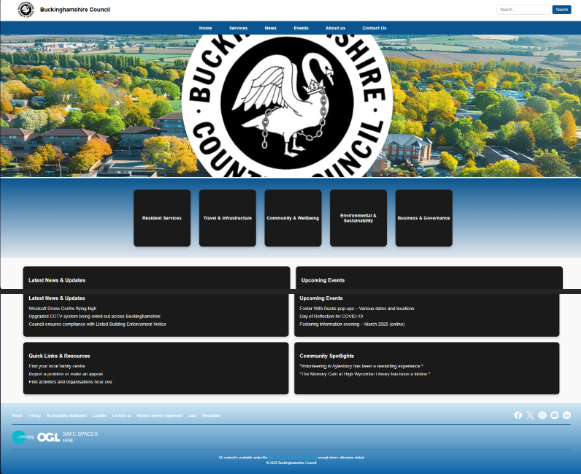 Buckinghamshire Council
Search
Home Services News Events About us Contact Us
BUCKINGHAMSHIRE
COUNTY COUNCIL
Resident Services
Travel & Infrastructure
Community & Wellbeing
Environmental &
Sustainability
Business & Governance
Latest News & Updates
Upcoming Events
Latest News & Updates
Westcott Drone Centre flying high
Upgraded CCTV system being rolled out across Buckinghamshire
Council ensures compliance with Listed Building Enforcement Notice
Upcoming Events
Foster With Bucks pop-ups – Various dates and locations
Day of Reflection for COVID-19
Fostering information evening – March 2025 (online)
Quick Links & Resources
Find your local family centre
Report a problem or make an appeal
Find activities and organisations near you
Community Spotlights
"Volunteering in Aylesbury has been a rewarding experience."
"The Memory Cafe at High Wycombe Library has been a lifeline."
Privacy Accessibility statement Cookies Contact us Modern slavery statement Jobs Newsletter
OGL
SAFE SPACES
HERE
All content is available under the
except where otherwise stated
© 2025 Buckinghamshire Council